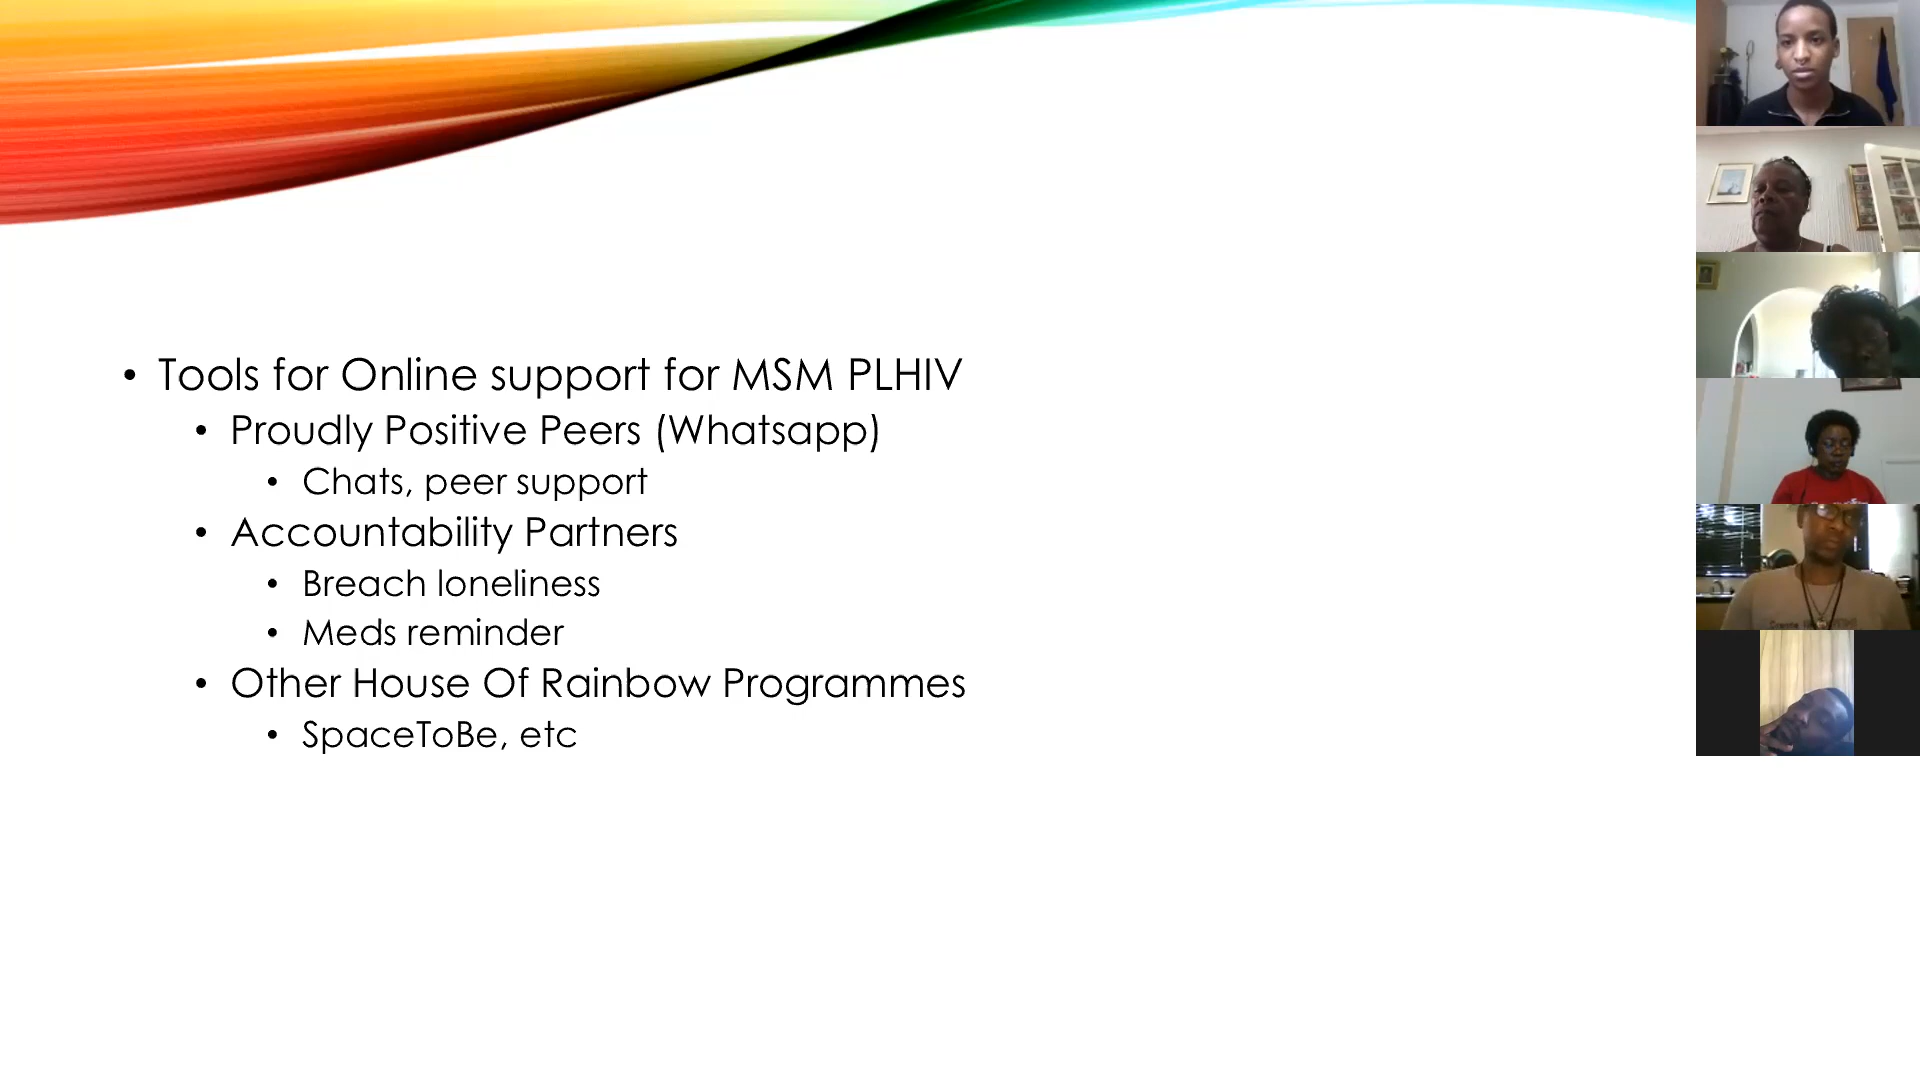 • Tools for Online support for MSM PLHIV
• Proudly Positive Peers (Whatsapp)
• Chats, peer support
• Accountability Partners
• Breach loneliness
• Meds reminder
• Other House Of Rainbow Programmes
• SpaceToBe, etc